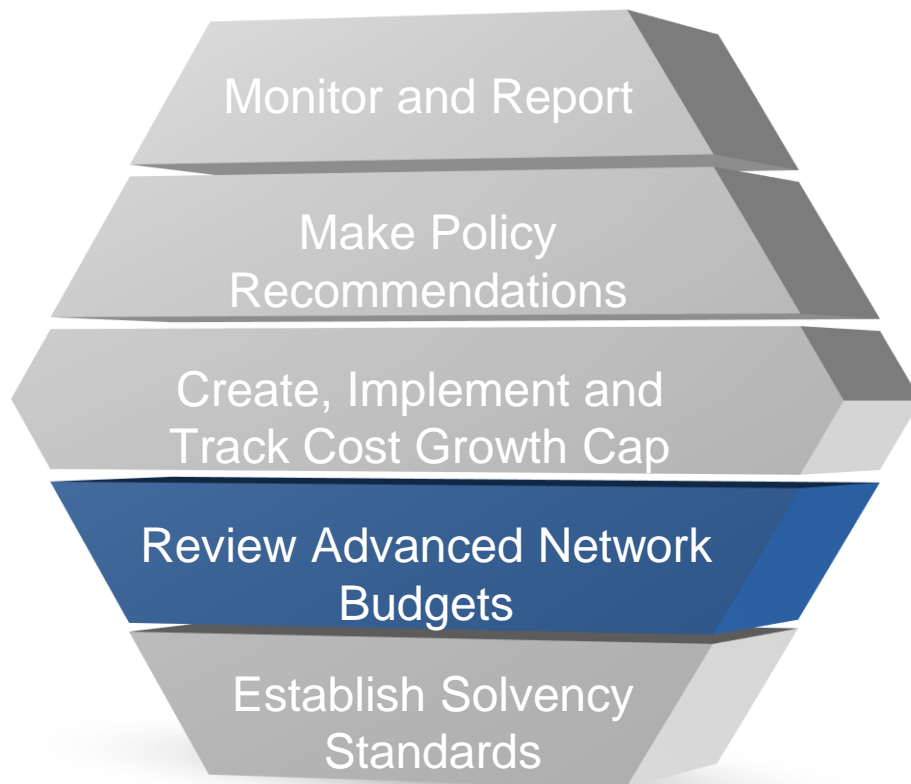 Monitor and Report
Make Policy
Recommendations
Create, Implement and
Track Cost Growth Cap
Review Advanced Network
Budgets
Establish Solvency
Standards